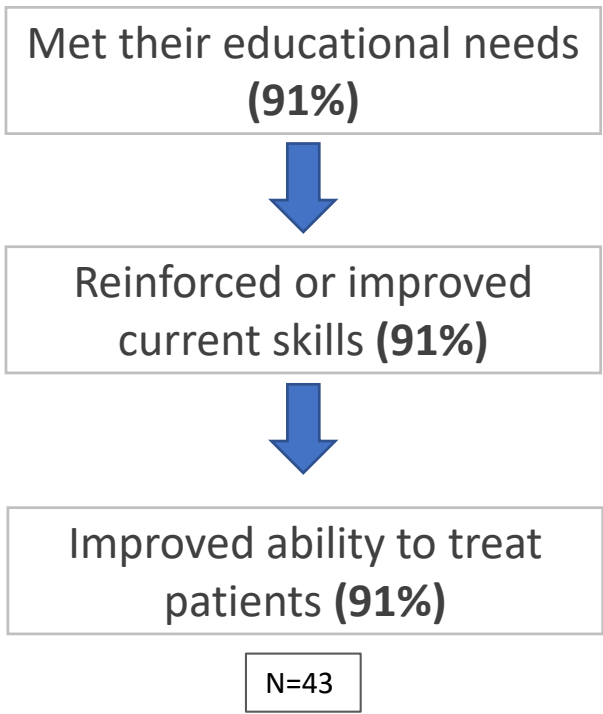 Met their educational needs
(91%)
Reinforced or improved
current skills (91%)
Improved ability to treat
patients (91%)
N=43